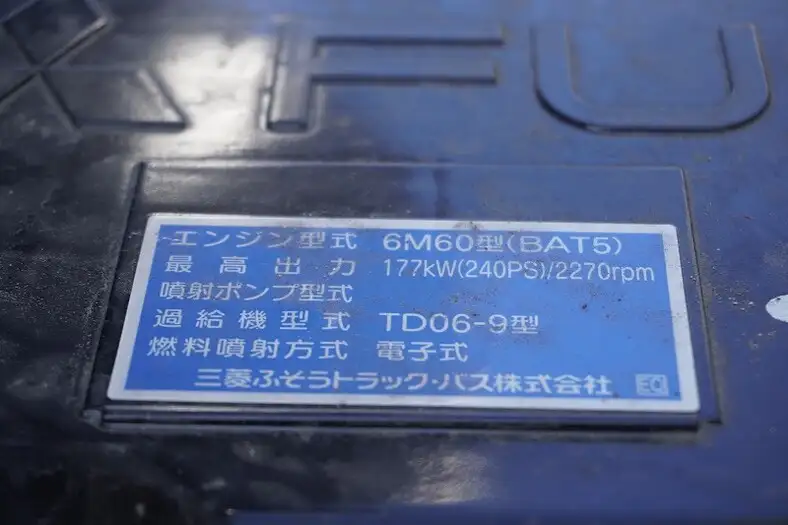 FU
エンジン型式 6M60型(BAT5)
最高出力 177kW(240PS)/2270rpm
噴射ポンプ型式
過給機型式 TD06-9型
燃料噴射方式 電子式
三菱ふそうトラック・バス株式会社 EQ